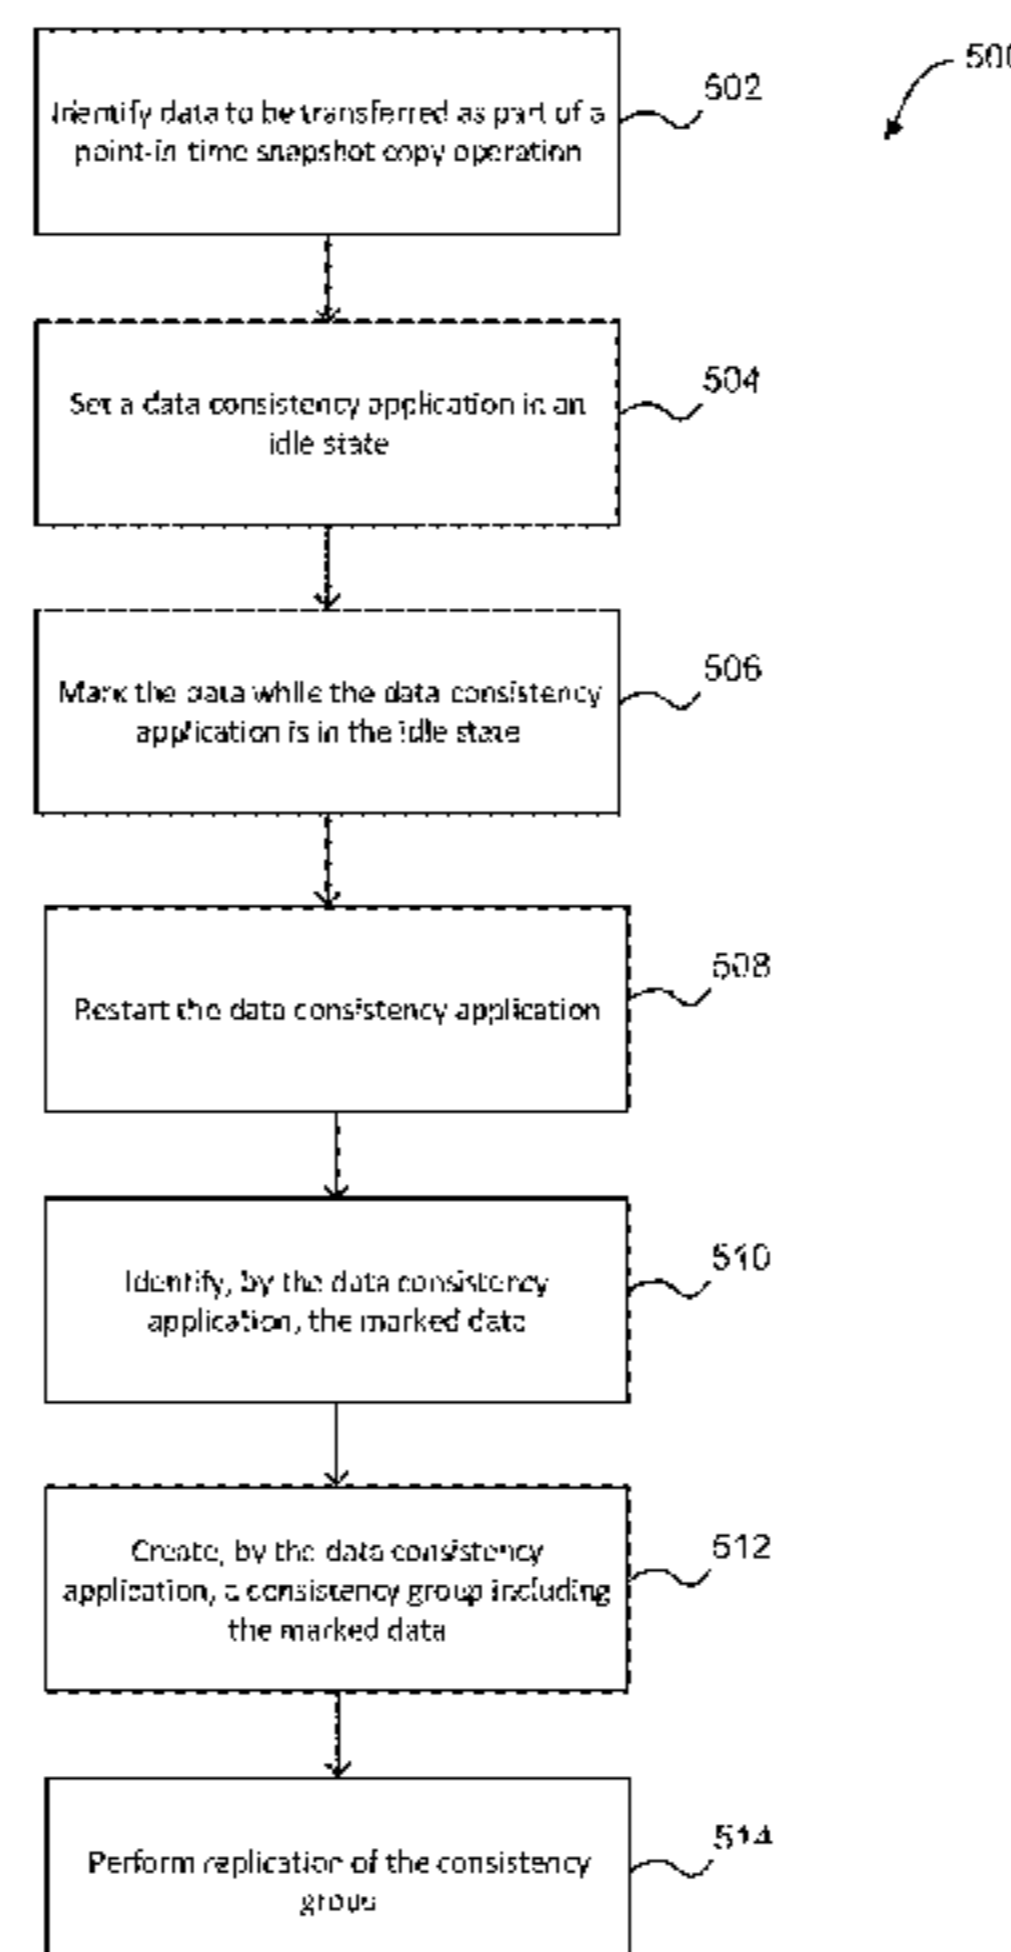 Identify data to be transferred as part of a
point-in time snapshot copy operation
502
500
Set a data consistency application in an
idle state
504
Mark the data while the data consistency
application is in the idle state
506
Restart the data consistency application
508
Identify, by the data consistency
application, the marked data
510
Create, by the data consistency
application, a consistency group including
the marked data
512
Perform replication of the consistency
group
514